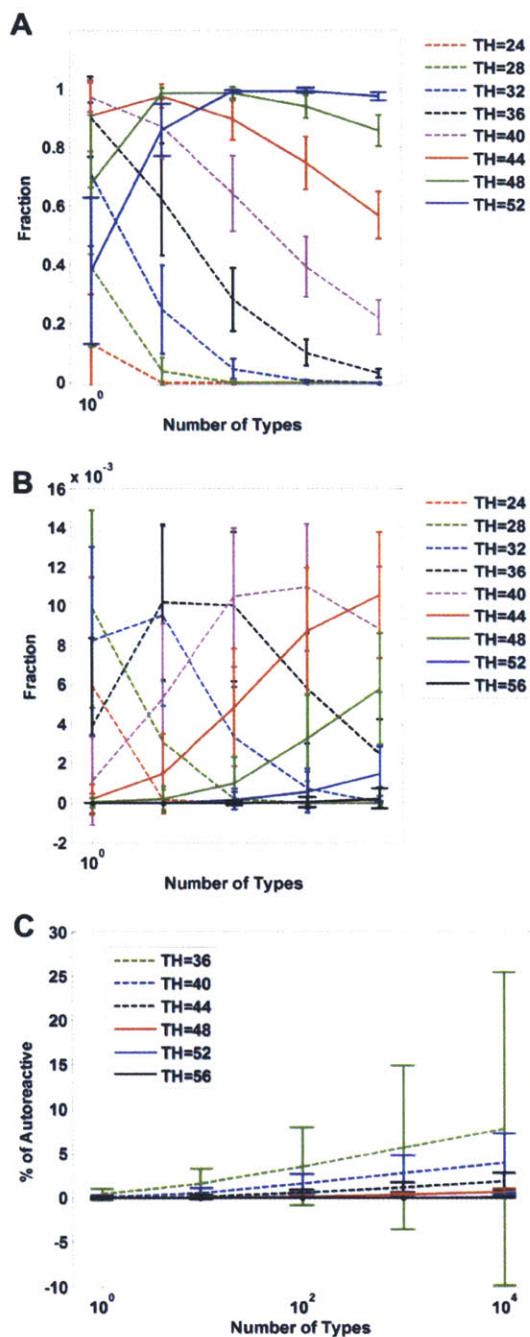 A
TH=24
TH=28
TH=32
TH=36
TH=40
TH=44
TH=48
TH=52
1
0.8
0.6
0.4
0.2
0
Fraction
10^0
Number of Types
B
x 10^-3
16
14
12
10
8
6
4
2
0
-2
Fraction
TH=24
TH=28
TH=32
TH=36
TH=40
TH=44
TH=48
TH=52
TH=56
10^0
Number of Types
C
30
25
20
15
10
5
0
-5
-10
% of Autoreactive
TH=36
TH=40
TH=44
TH=48
TH=52
TH=56
10^0
10^2
10^4
Number of Types